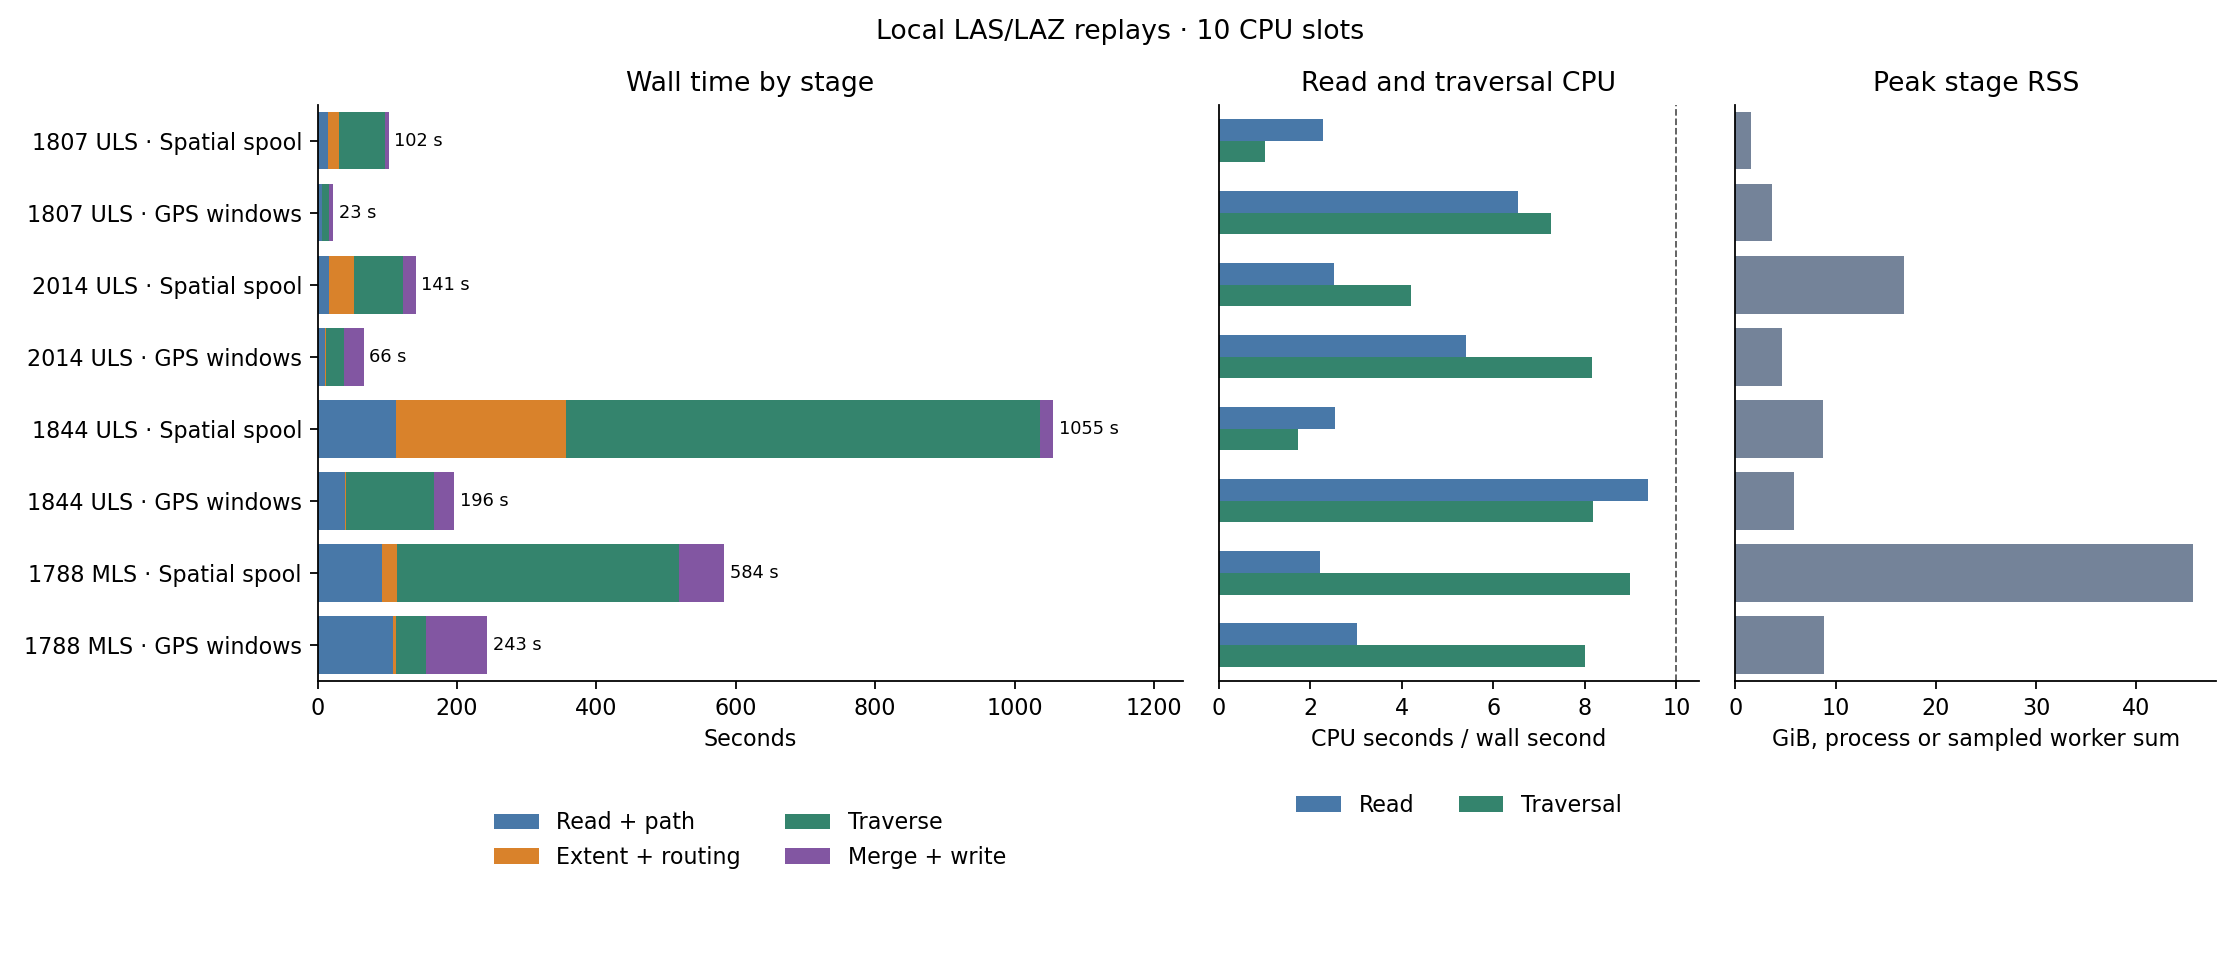 Local LAS/LAZ replays · 10 CPU slots
Wall time by stage
1807 ULS · Spatial spool
102 s
1807 ULS · GPS windows
23 s
2014 ULS · Spatial spool
141 s
2014 ULS · GPS windows
66 s
1844 ULS · Spatial spool
1055 s
1844 ULS · GPS windows
196 s
1788 MLS · Spatial spool
584 s
1788 MLS · GPS windows
243 s
0 200 400 600 800 1000 1200
Seconds
Read + path
Extent + routing
Traverse
Merge + write
Read and traversal CPU
0 2 4 6 8 10
CPU seconds / wall second
Read
Traversal
Peak stage RSS
0 10 20 30 40
GiB, process or sampled worker sum